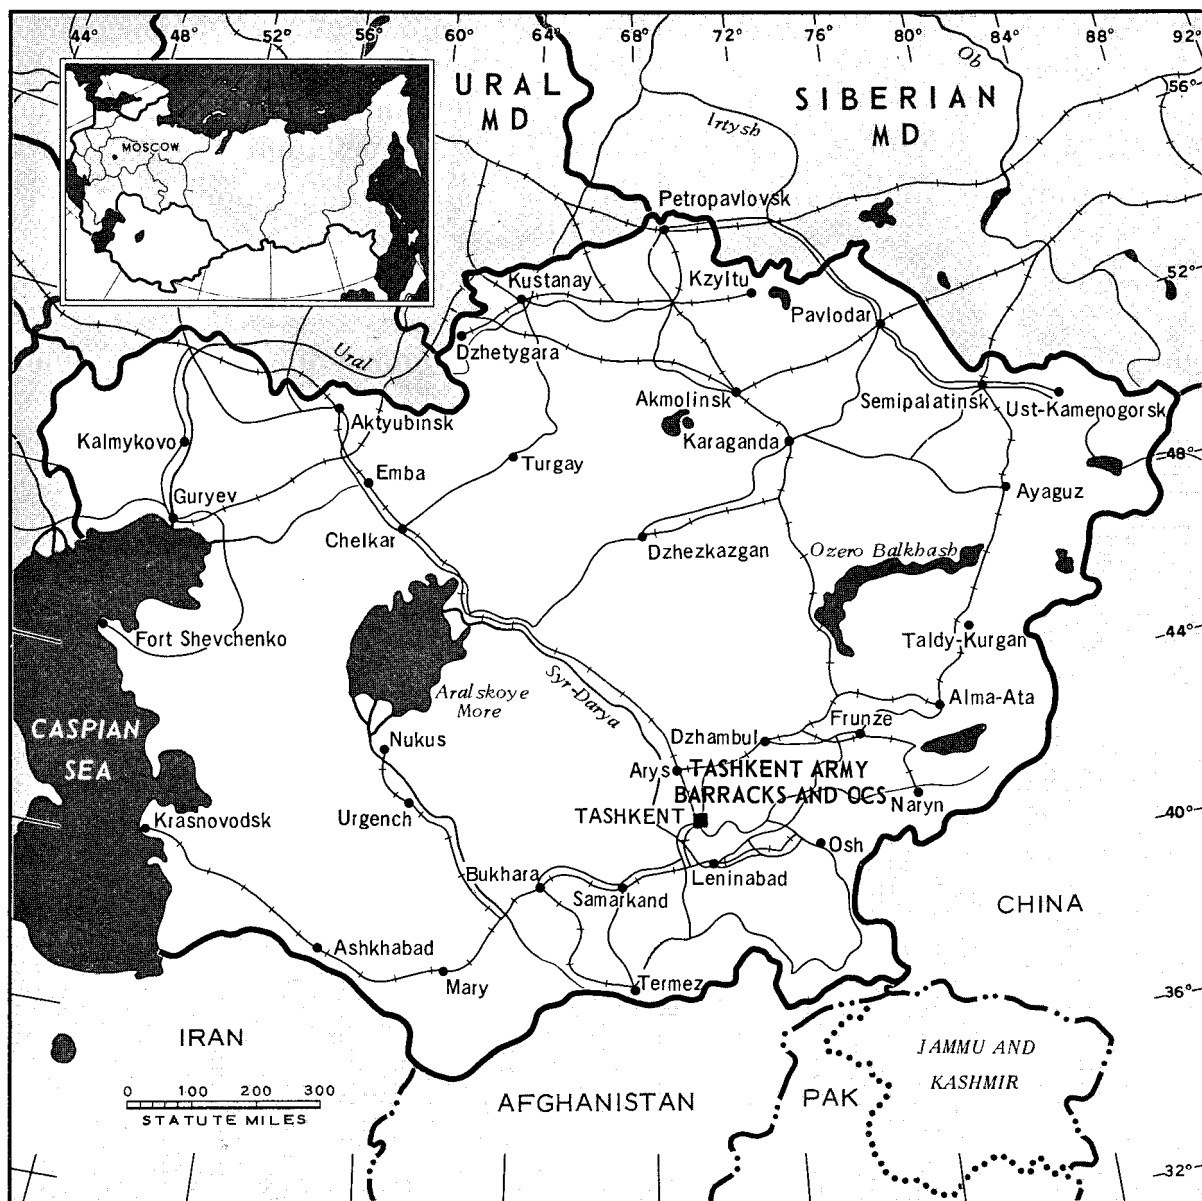 44° 48° 52° 56° 60° 64° 68° 72° 76° 80° 84° 88° 92°
Ob
56°
URAL
MD
SIBERIAN
MD
Irtysh
MOSCOW
Petropavlovsk
52°
Kustanay
Kzyltu
Pavlodar
Dzhetygara
Ural
Akmolinsk
Semipalatinsk
Ust-Kamenogorsk
Aktyubinsk
Kalmykovo
Karaganda
48°
Turgay
Emba
Ayaguz
Guryev
Chelkar
Dzhezkazgan
Ozero Balkhash
Fort Shevchenko
44°
Taldy-Kurgan
Syr-Darya
Aralskoye
More
Alma-Ata
CASPIAN
SEA
Frunze
Nukus
Dzhambul
Arys
TASHKENT ARMY
BARRACKS AND OCS
Naryn
40°
Krasnovodsk
Urgench
TASHKENT
Osh
Bukhara
Leninabad
Samarkand
CHINA
Ashkhabad
Mary
Termez
36°
IRAN
JAMMU AND
KASHMIR
0 100 200 300
STATUTE MILES
AFGHANISTAN
PAK
32°